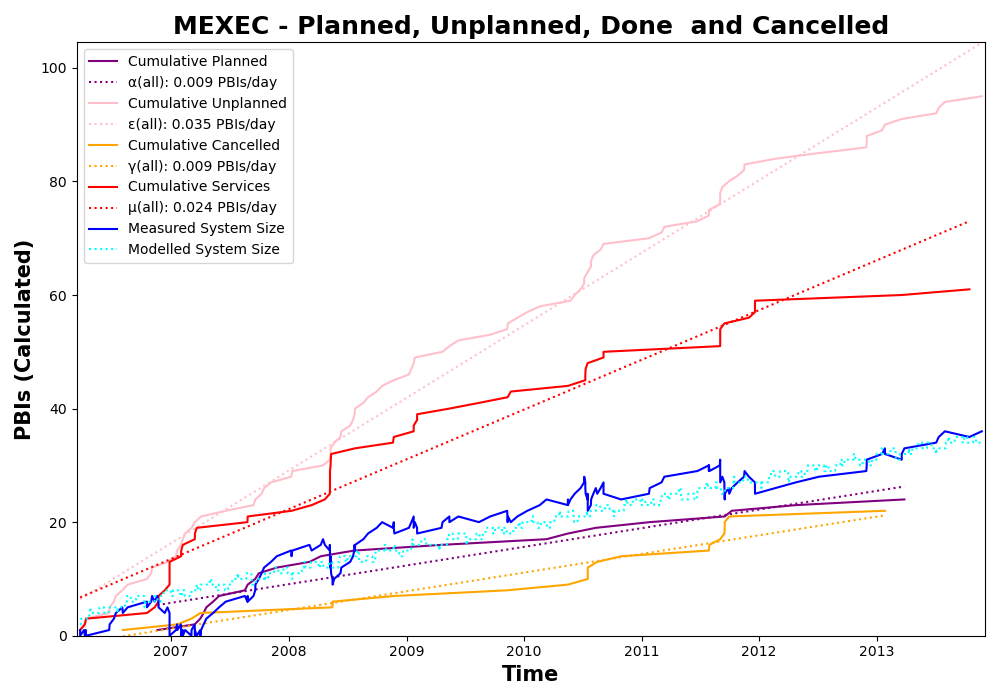 MEXEC - Planned, Unplanned, Done  and Cancelled
Cumulative Planned
α(all): 0.009 PBIs/day
Cumulative Unplanned
ε(all): 0.035 PBIs/day
Cumulative Cancelled
γ(all): 0.009 PBIs/day
Cumulative Services
μ(all): 0.024 PBIs/day
Measured System Size
Modelled System Size
PBIs (Calculated)
100
80
60
40
20
0
2007 2008 2009 2010 2011 2012 2013
Time